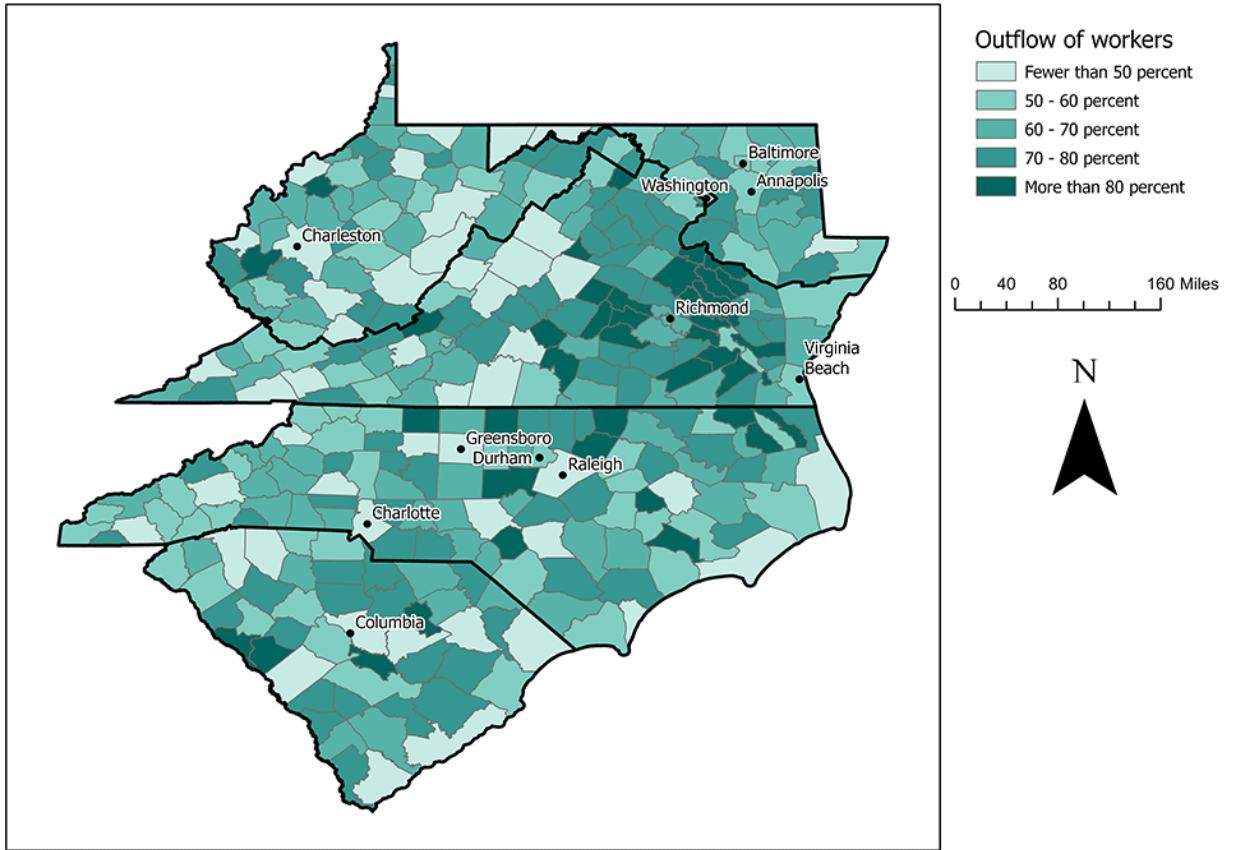 Outflow of workers
Fewer than 50 percent
50 - 60 percent
60 - 70 percent
70 - 80 percent
More than 80 percent
Baltimore
Washington
Annapolis
Charleston
0 40 80 160 Miles
Richmond
Virginia
Beach
N
Greensboro
Durham
Raleigh
Charlotte
Columbia